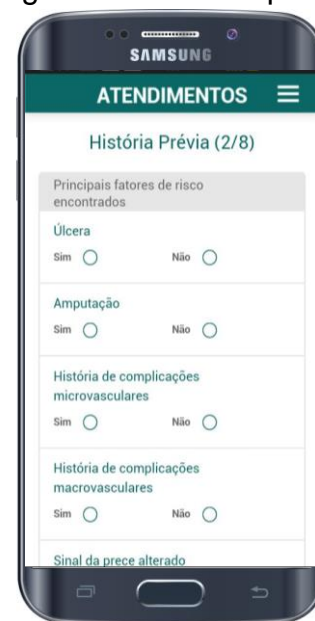 SAMSUNG
ATENDIMENTOS
História Prévia (2/8)
Principais fatores de risco
encontrados
Úlcera
Sim Não
Amputação
Sim Não
História de complicações
microvasculares
Sim Não
História de complicações
macrovasculares
Sim Não
Sinal da prece alterado